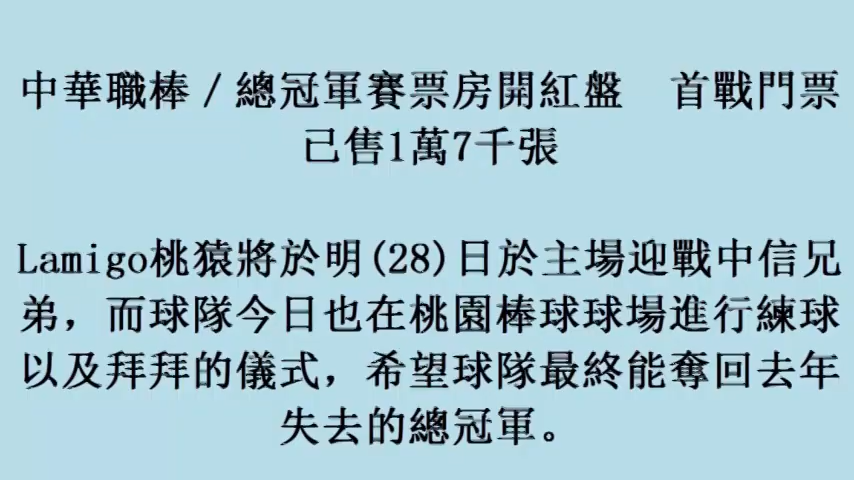 中華職棒／總冠軍賽票房開紅盤　首戰門票
已售1萬7千張
Lamigo桃猿將於明(28)日於主場迎戰中信兄
弟，而球隊今日也在桃園棒球球場進行練球
以及拜拜的儀式，希望球隊最終能奪回去年
失去的總冠軍。